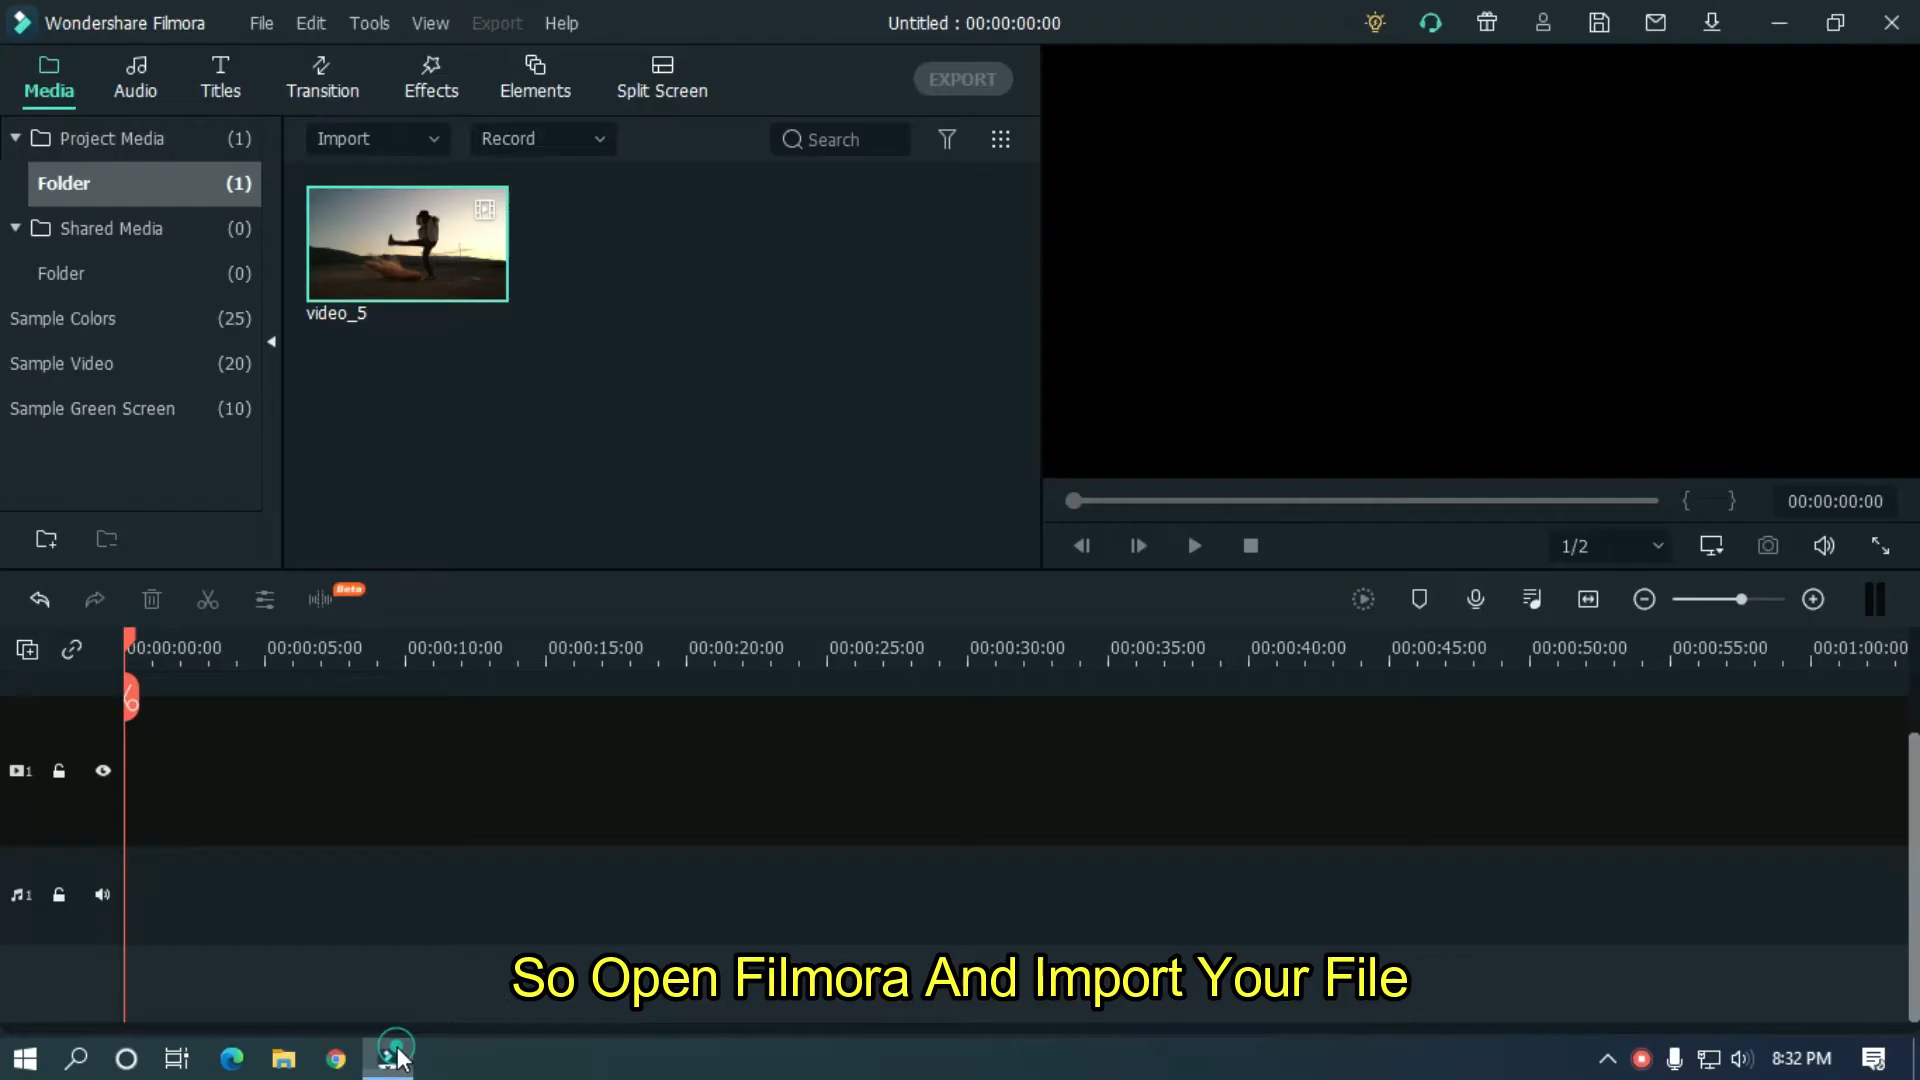 Wondershare Filmora File Edit Tools View Export Help Untitled : 00:00:00:00
Media Audio Titles Transition Effects Elements Split Screen EXPORT
Project Media (1)
Folder (1)
Shared Media (0)
Folder (0)
Sample Colors (25)
Sample Video (20)
Sample Green Screen (10)
Import Record Search
video_5
{ } 00:00:00:00
1/2
Beta
00:00:00:00 00:00:05:00 00:00:10:00 00:00:15:00 00:00:20:00 00:00:25:00 00:00:30:00 00:00:35:00 00:00:40:00 00:00:45:00 00:00:50:00 00:00:55:00 00:01:00:00
1
1
So Open Filmora And Import Your File
8:32 PM